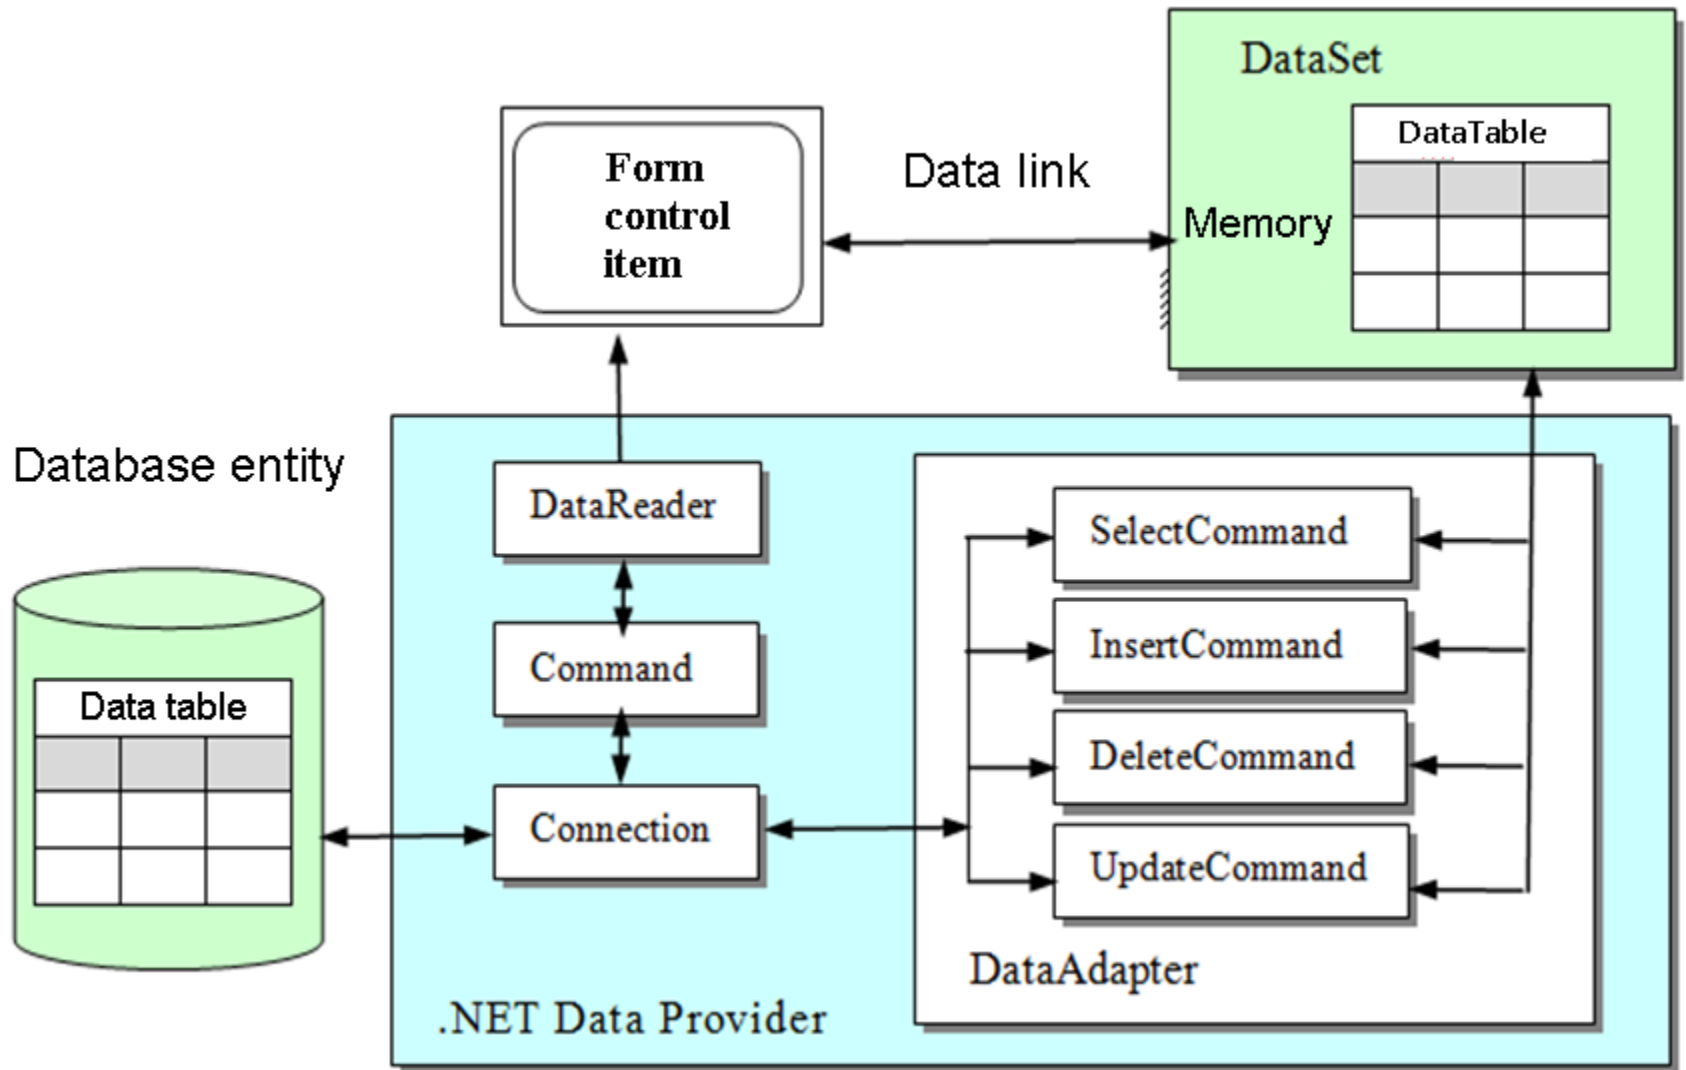 DataSet
DataTable
Form
control
item
Data link
Memory
Database entity
DataReader
SelectCommand
Command
InsertCommand
Data table
DeleteCommand
Connection
UpdateCommand
DataAdapter
.NET Data Provider